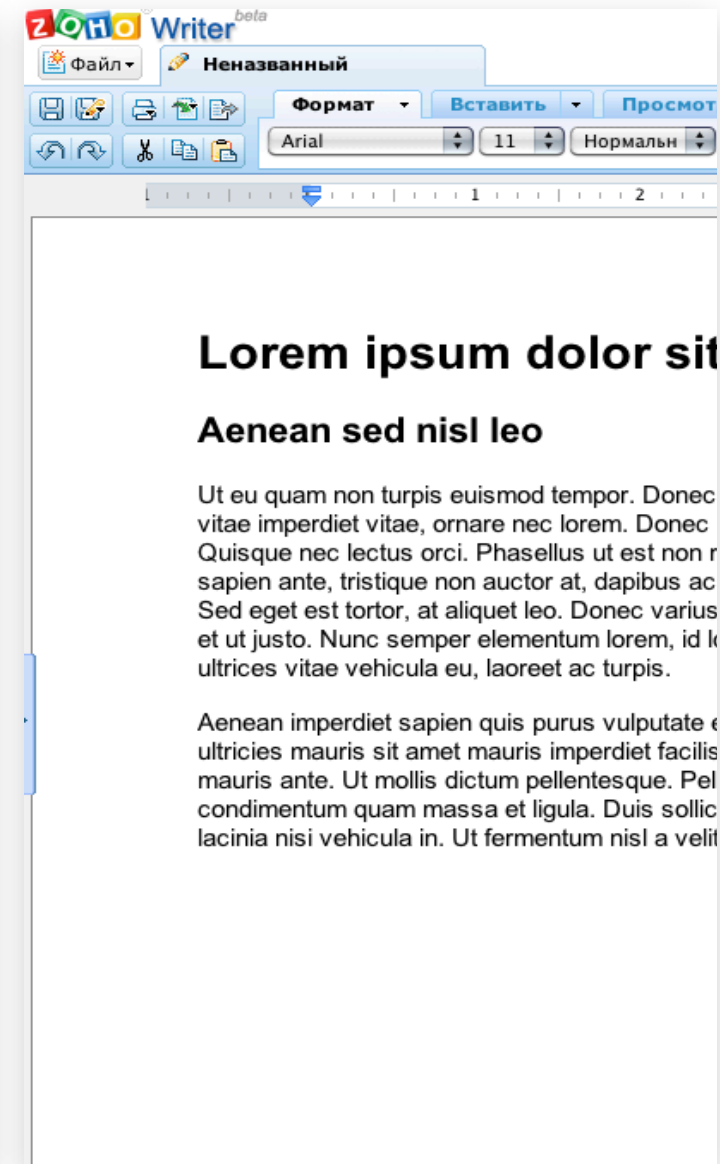 ZOHO Writer beta
Файл
Неназванный
Формат Вставить Просмот
Arial 11 Нормальн
1 1 2
Lorem ipsum dolor sit
Aenean sed nisl leo
Ut eu quam non turpis euismod tempor. Donec
vitae imperdiet vitae, ornare nec lorem. Donec
Quisque nec lectus orci. Phasellus ut est non r
sapien ante, tristique non auctor at, dapibus ac
Sed eget est tortor, at aliquet leo. Donec varius
et ut justo. Nunc semper elementum lorem, id l
ultrices vitae vehicula eu, laoreet ac turpis.
Aenean imperdiet sapien quis purus vulputate e
ultricies mauris sit amet mauris imperdiet facilis
mauris ante. Ut mollis dictum pellentesque. Pel
condimentum quam massa et ligula. Duis sollic
lacinia nisi vehicula in. Ut fermentum nisl a velit